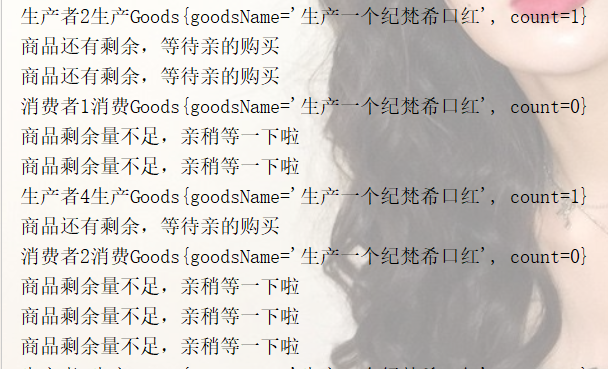 生产者2生产Goods{goodsName='生产一个纪梵希口红', count=1}
商品还有剩余，等待亲的购买
商品还有剩余，等待亲的购买
消费者1消费Goods{goodsName='生产一个纪梵希口红', count=0}
商品剩余量不足，亲稍等一下啦
商品剩余量不足，亲稍等一下啦
生产者4生产Goods{goodsName='生产一个纪梵希口红', count=1}
商品还有剩余，等待亲的购买
消费者2消费Goods{goodsName='生产一个纪梵希口红', count=0}
商品剩余量不足，亲稍等一下啦
商品剩余量不足，亲稍等一下啦
商品剩余量不足，亲稍等一下啦